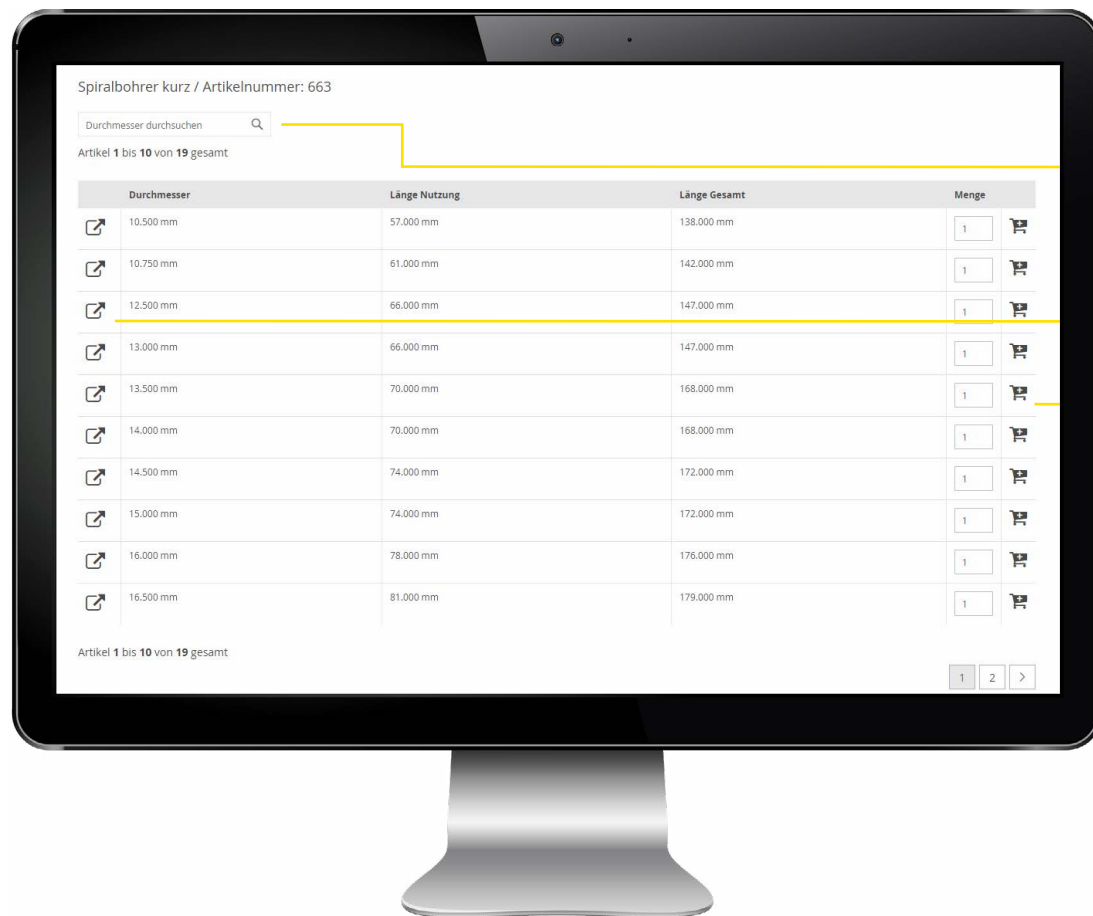 Spiralbohrer kurz / Artikelnummer: 663
Durchmesser durchsuchen
Artikel 1 bis 10 von 19 gesamt
Durchmesser Länge Nutzung Länge Gesamt Menge
10.500 mm 57.000 mm 138.000 mm 1
10.750 mm 61.000 mm 142.000 mm 1
12.500 mm 66.000 mm 147.000 mm 1
13.000 mm 66.000 mm 147.000 mm 1
13.500 mm 70.000 mm 168.000 mm 1
14.000 mm 70.000 mm 168.000 mm 1
14.500 mm 74.000 mm 172.000 mm 1
15.000 mm 74.000 mm 172.000 mm 1
16.000 mm 78.000 mm 176.000 mm 1
16.500 mm 81.000 mm 179.000 mm 1
Artikel 1 bis 10 von 19 gesamt
1 2 >